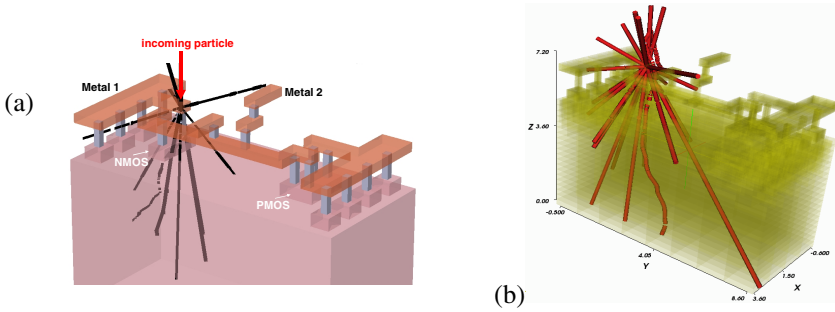 (a)
incoming particle
Metal 1
Metal 2
NMOS
PMOS
(b)
7.20
Z
3.60
0.00
-0.500
4.05
Y
8.60
3.60
1.50
X
-0.600